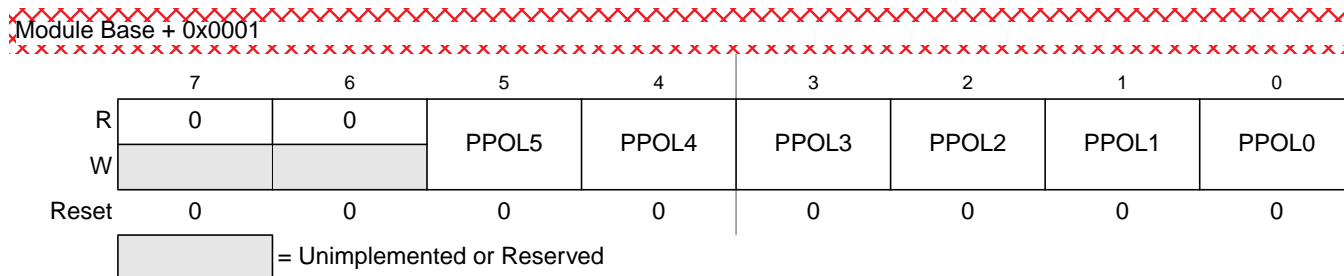 Module Base + 0x0001
7 6 5 4 3 2 1 0
R 0 0 PPOL5 PPOL4 PPOL3 PPOL2 PPOL1 PPOL0
W
Reset 0 0 0 0 0 0 0 0
= Unimplemented or Reserved